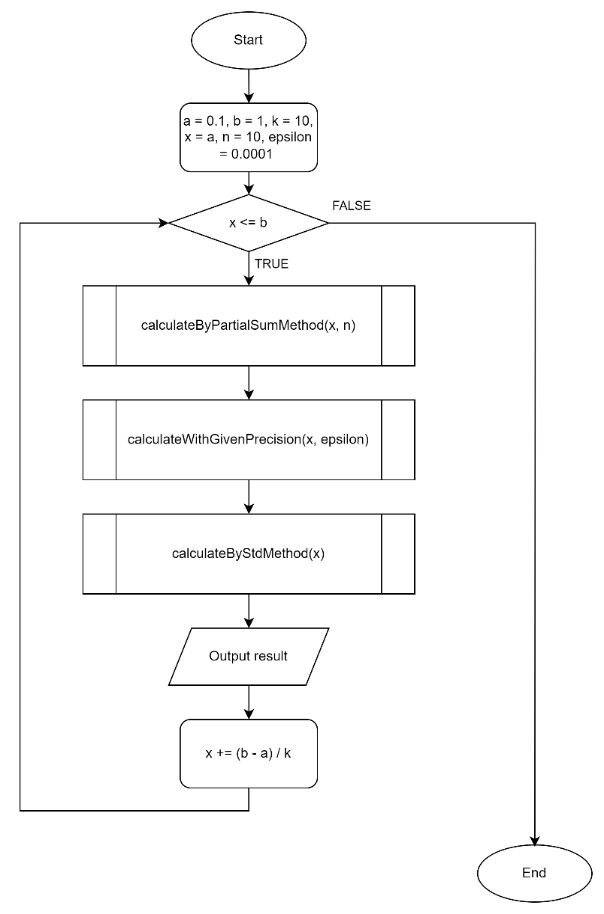 Start
a = 0.1, b = 1, k = 10,
x = a, n = 10, epsilon
= 0.0001
x <= b
FALSE
TRUE
calculateByPartialSumMethod(x, n)
calculateWithGivenPrecision(x, epsilon)
calculateByStdMethod(x)
Output result
x += (b - a) / k
End